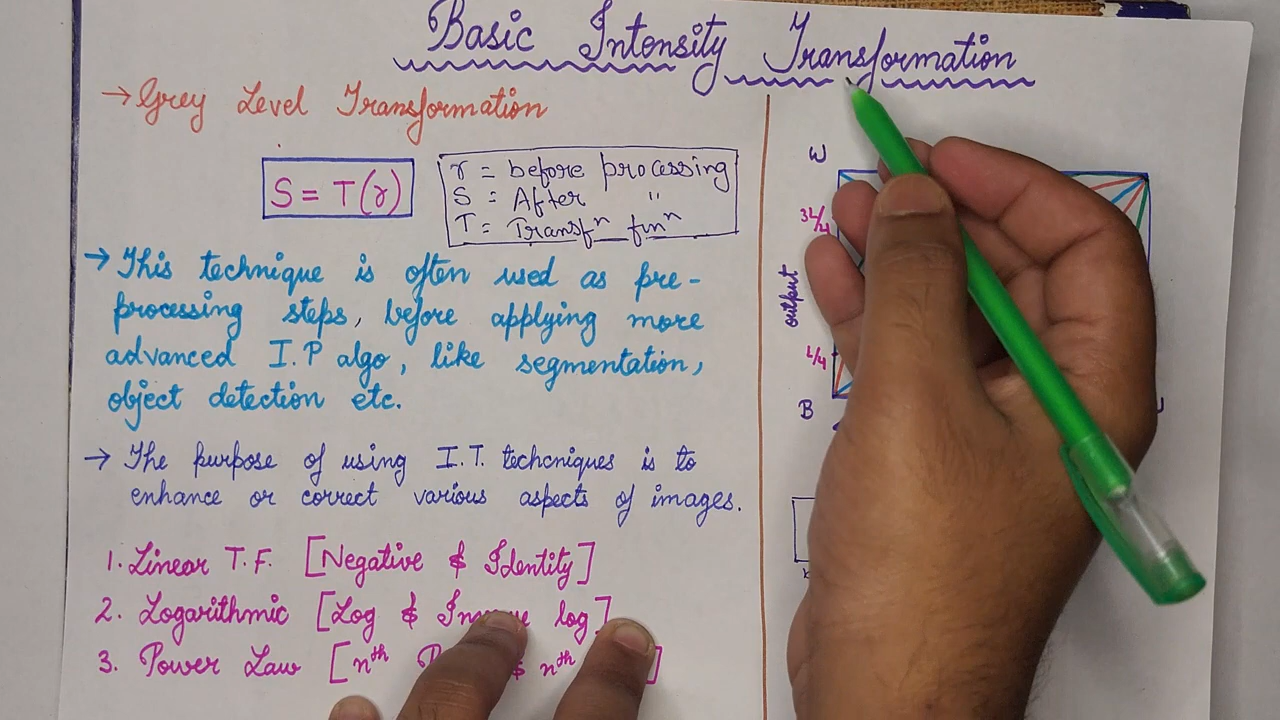 Basic Intensity Transformation
→ Grey Level Transformation
S = T(r)
r = before processing
S = After "
T = Transfⁿ funⁿ
→ This technique is often used as pre-
processing steps, before applying more
advanced I.P algo, like segmentation,
object detection etc.
→ The purpose of using I.T. techcniques is to
enhance or correct various aspects of images.
1. Linear T.F. [Negative & Identity]
2. Logarithmic [Log & log]
3. Power Law [nᵗʰ & nᵗʰ ]
W
3L/4
output
L/4
B